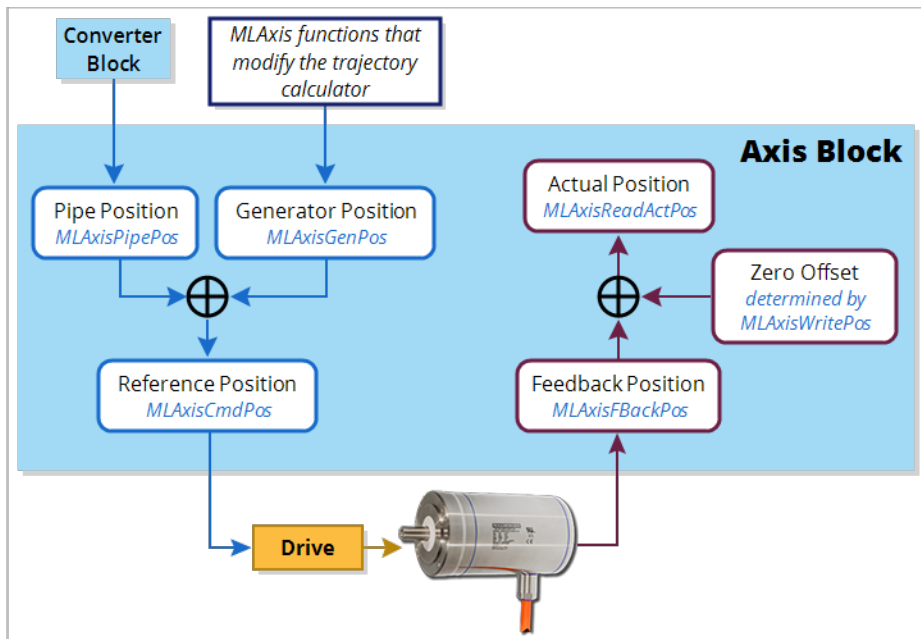 Converter
Block
MLAxis functions that
modify the trajectory
calculator
Axis Block
Pipe Position
MLAxisPipePos
Generator Position
MLAxisGenPos
Actual Position
MLAxisReadActPos
Zero Offset
determined by
MLAxisWritePos
Reference Position
MLAxisCmdPos
Feedback Position
MLAxisFBackPos
Drive